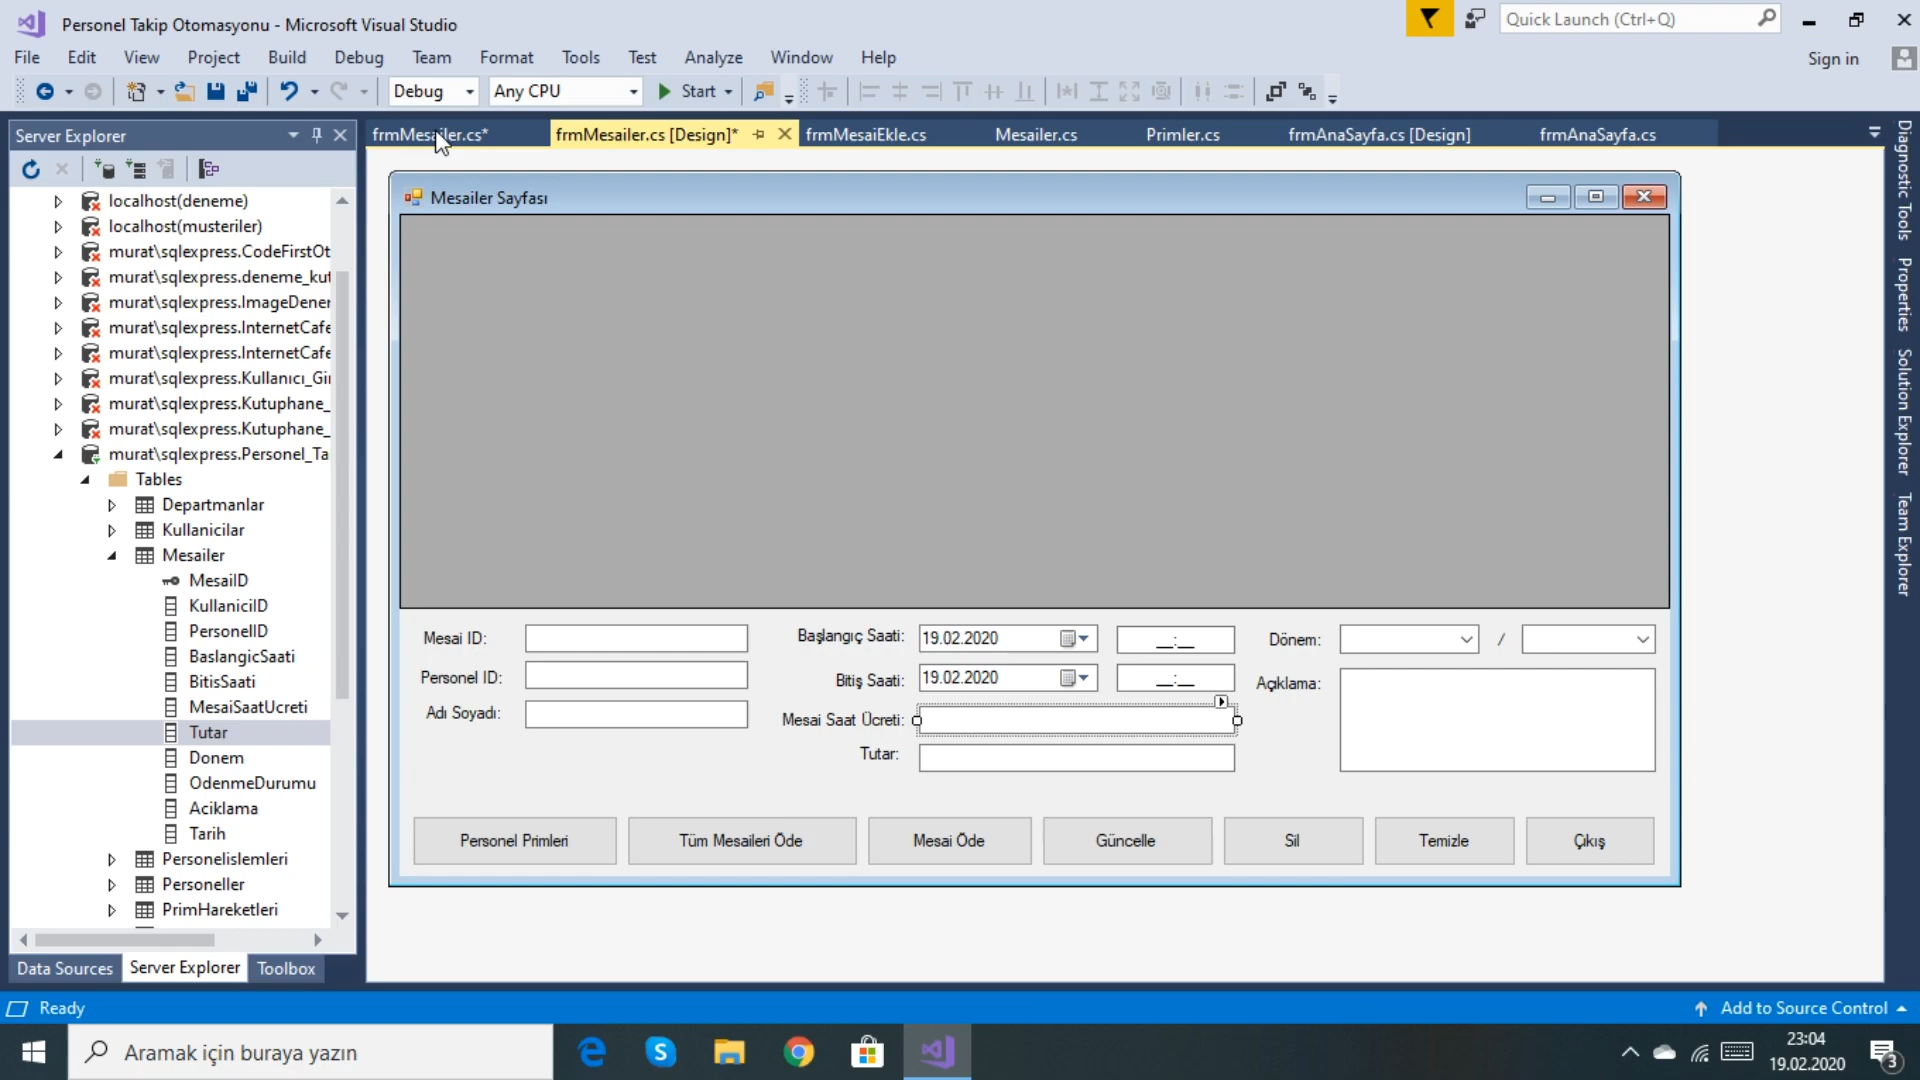 Personel Takip Otomasyonu - Microsoft Visual Studio
Quick Launch (Ctrl+Q)
File Edit View Project Build Debug Team Format Tools Test Analyze Window Help
Sign in
Debug Any CPU Start
Server Explorer
frmMesailer.cs* frmMesailer.cs [Design]* frmMesaiEkle.cs Mesailer.cs Primler.cs frmAnaSayfa.cs [Design] frmAnaSayfa.cs
Diagnostic Tools
Properties
Solution Explorer
Team Explorer
localhost(deneme)
localhost(musteriler)
murat\sqlexpress.CodeFirstOt
murat\sqlexpress.deneme_kut
murat\sqlexpress.ImageDener
murat\sqlexpress.InternetCafe
murat\sqlexpress.InternetCafe
murat\sqlexpress.Kullanıcı_Gir
murat\sqlexpress.Kutuphane_
murat\sqlexpress.Kutuphane_
murat\sqlexpress.Personel_Ta
Tables
Departmanlar
Kullanicilar
Mesailer
MesaiID
KullaniciID
PersonelID
BaslangicSaati
BitisSaati
MesaiSaatUcreti
Tutar
Donem
OdenmeDurumu
Aciklama
Tarih
Personelislemleri
Personeller
PrimHareketleri
Data Sources Server Explorer Toolbox
Mesailer Sayfası
Mesai ID: Başlangıç Saati: 19.02.2020 __:__ Dönem: /
Personel ID: Bitiş Saati: 19.02.2020 __:__ Açıklama:
Adı Soyadı: Mesai Saat Ücreti:
Tutar:
Personel Primleri Tüm Mesaileri Öde Mesai Öde Güncelle Sil Temizle Çıkış
Ready
Add to Source Control
Aramak için buraya yazın
23:04
19.02.2020
3